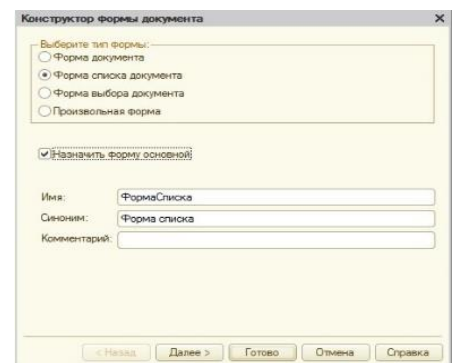 Конструктор формы документа
Выберите тип формы:
Форма документа
Форма списка документа
Форма выбора документа
Произвольная форма
Назначить форму основной
Имя: ФормаСписка
Синоним: Форма списка
Комментарий:
< Назад Далее > Готово Отмена Справка